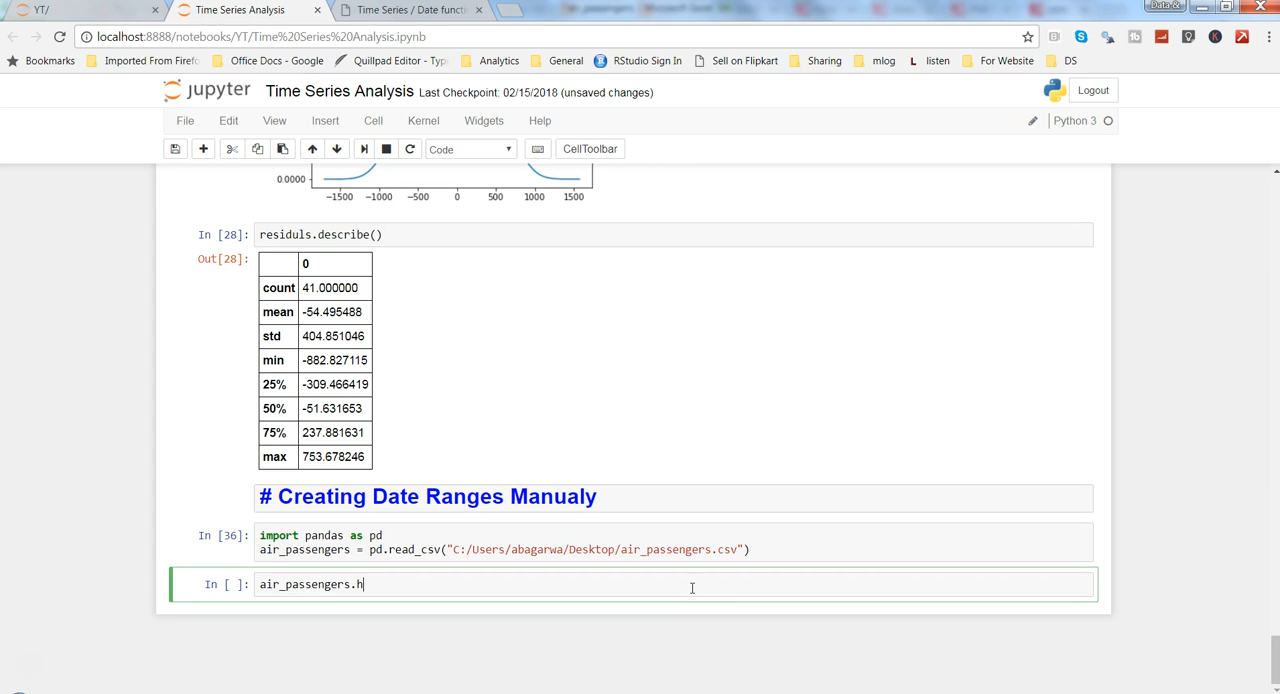 YT/ Time Series Analysis Time Series / Date functi Data &
localhost:8888/notebooks/YT/Time%20Series%20Analysis.ipynb
Bookmarks Imported From Firefo Office Docs - Google Quillpad Editor - Typ Analytics General RStudio Sign In Sell on Flipkart Sharing mlog L listen For Website DS
jupyter Time Series Analysis Last Checkpoint: 02/15/2018 (unsaved changes) Logout
File Edit View Insert Cell Kernel Widgets Help Python 3
Code CellToolbar
0.0000
−1500 −1000 −500 0 500 1000 1500
In [28]: residuls.describe()
Out[28]:
0
count 41.000000
mean -54.495488
std 404.851046
min -882.827115
25% -309.466419
50% -51.631653
75% 237.881631
max 753.678246
# Creating Date Ranges Manualy
In [36]: import pandas as pd
air_passengers = pd.read_csv("C:/Users/abagarwa/Desktop/air_passengers.csv")
In [ ]: air_passengers.h